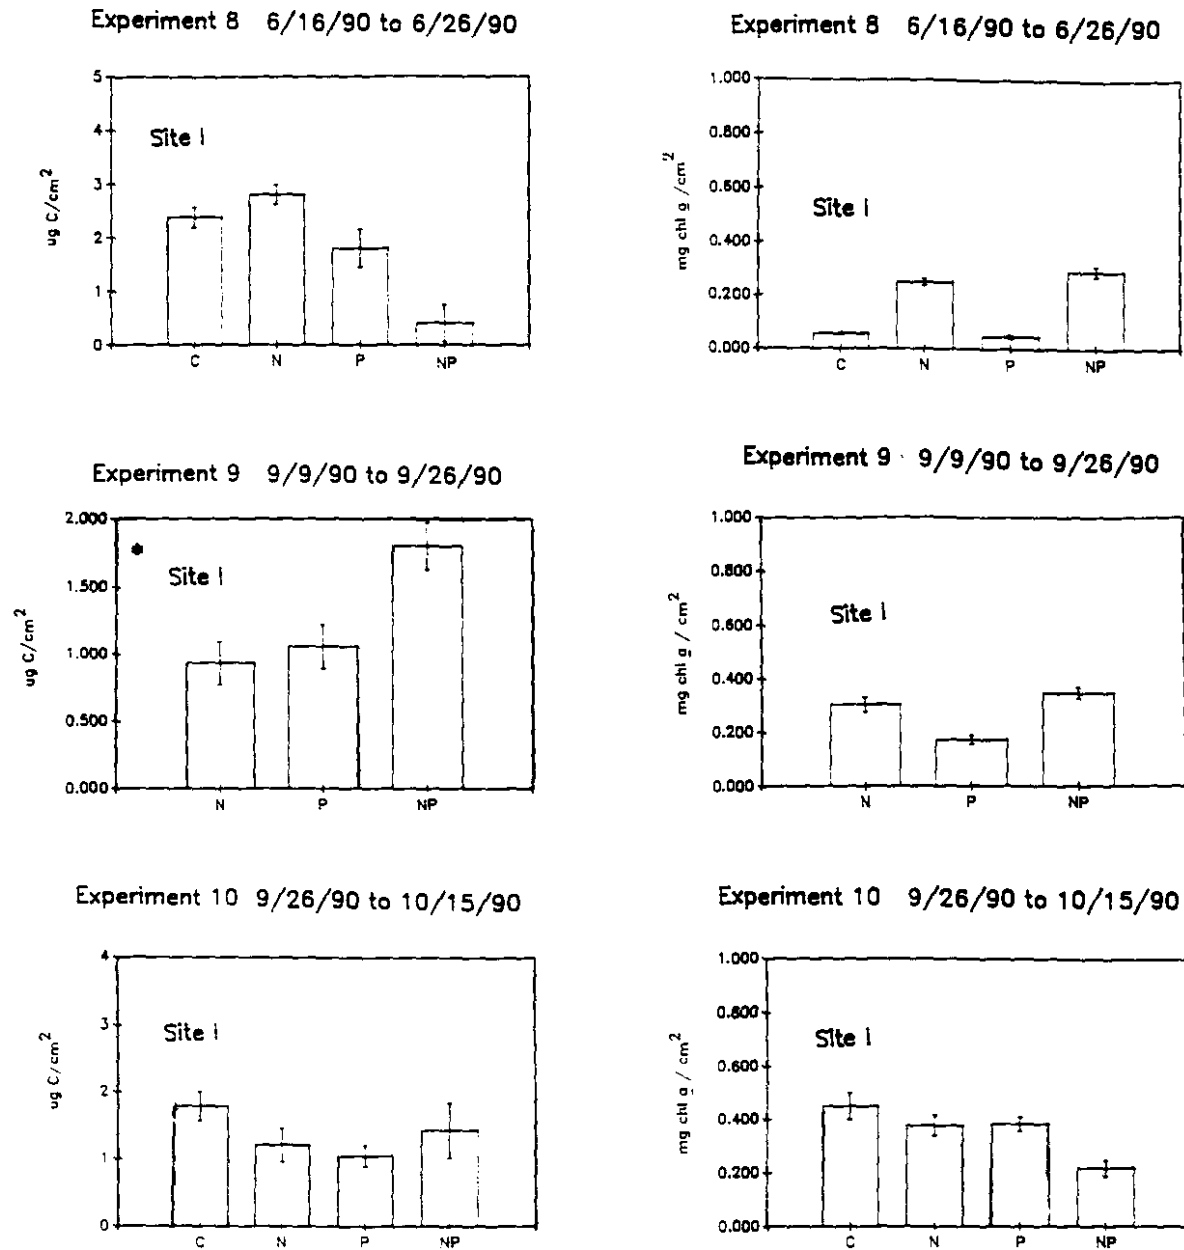 Experiment 8 6/16/90 to 6/26/90
5
4
3
2
1
0
ug C/cm2
Site I
C N P NP
Experiment 8 6/16/90 to 6/26/90
1.000
0.800
0.600
0.400
0.200
0.000
mg chl a /cm2
Site I
C N P NP
Experiment 9 9/9/90 to 9/26/90
2.000
1.500
1.000
0.500
0.000
ug C/cm2
*
Site I
N P NP
Experiment 9 9/9/90 to 9/26/90
1.000
0.800
0.600
0.400
0.200
0.000
mg chl a / cm2
Site I
N P NP
Experiment 10 9/26/90 to 10/15/90
4
3
2
1
0
ug C/cm2
Site I
C N P NP
Experiment 10 9/26/90 to 10/15/90
1.000
0.800
0.600
0.400
0.200
0.000
mg chl a / cm2
Site I
C N P NP